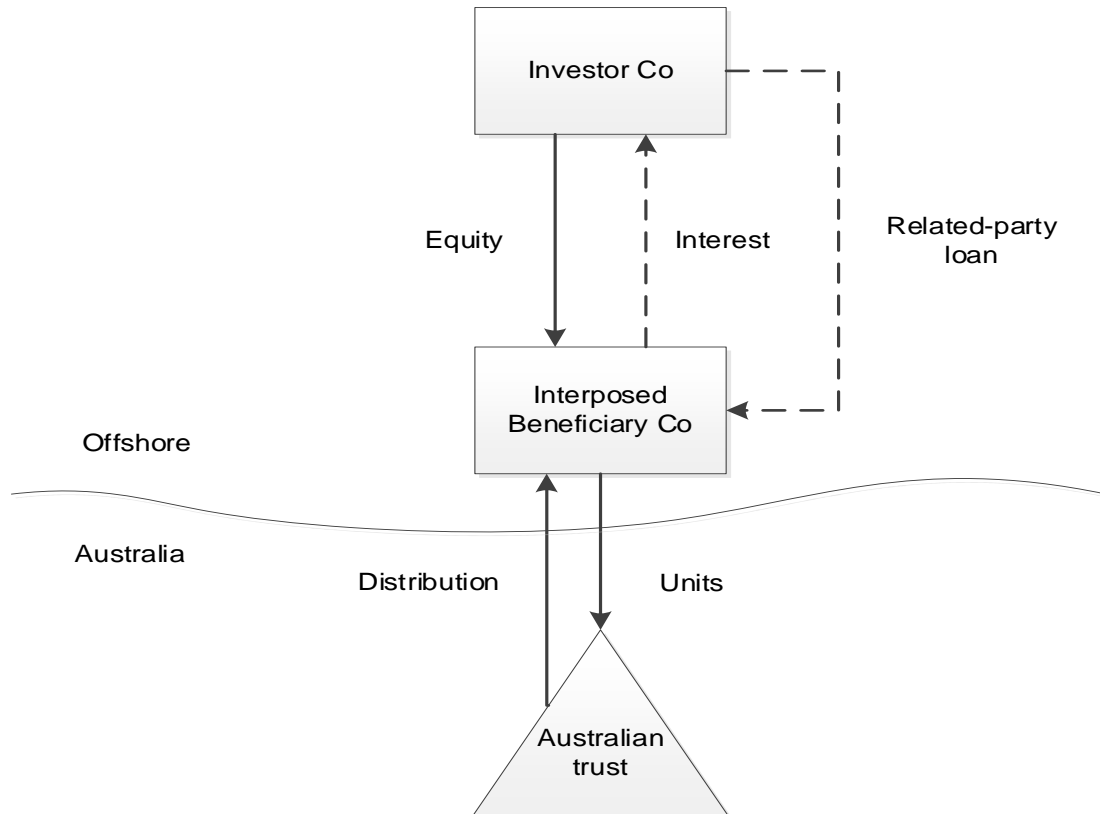 Investor Co
Equity
Interest
Related-party
loan
Interposed
Beneficiary Co
Offshore
Australia
Distribution
Units
Australian
trust